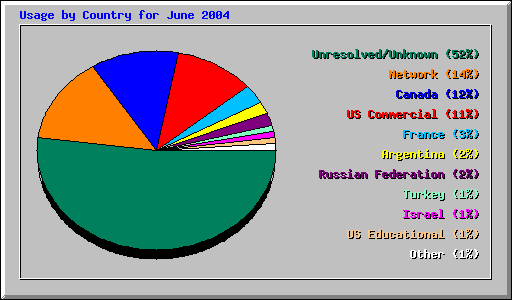 Usage by Country for June 2004
Unresolved/Unknown (52%)
Network (14%)
Canada (12%)
US Commercial (11%)
France (3%)
Argentina (2%)
Russian Federation (2%)
Turkey (1%)
Israel (1%)
US Educational (1%)
Other (1%)